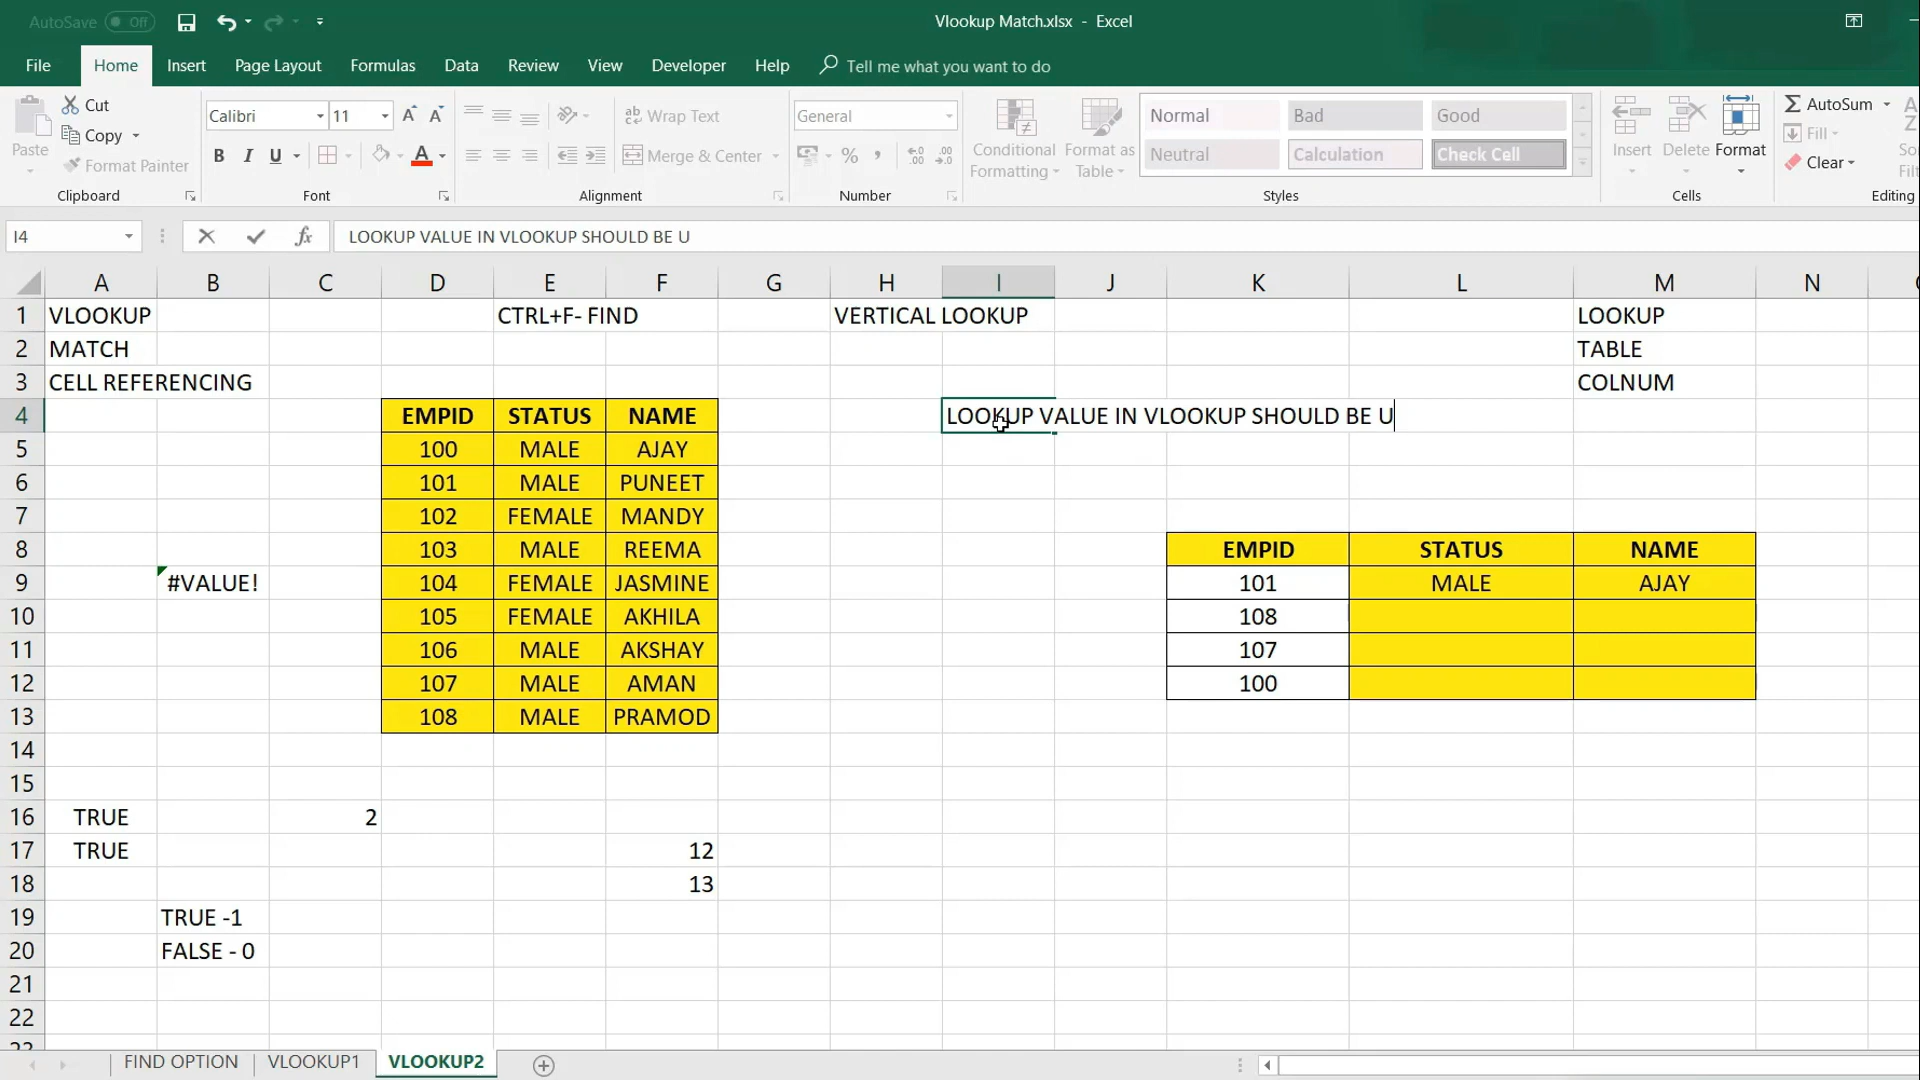 AutoSave Off
Vlookup Match.xlsx - Excel
File Home Insert Page Layout Formulas Data Review View Developer Help Tell me what you want to do
Paste
Cut
Copy
Format Painter
Clipboard
Calibri 11
B I U
Font
Wrap Text
Merge & Center
Alignment
General
Number
Conditional Formatting
Format as Table
Normal Bad Good
Neutral Calculation Check Cell
Styles
Insert Delete Format
Cells
AutoSum
Fill
Clear
Editing
I4 fx LOOKUP VALUE IN VLOOKUP SHOULD BE U
A B C D E F G H I J K L M N
1 VLOOKUP CTRL+F- FIND VERTICAL LOOKUP LOOKUP
2 MATCH TABLE
3 CELL REFERENCING COLNUM
4 EMPID STATUS NAME LOOKUP VALUE IN VLOOKUP SHOULD BE U
5 100 MALE AJAY
6 101 MALE PUNEET
7 102 FEMALE MANDY
8 103 MALE REEMA EMPID STATUS NAME
9 #VALUE! 104 FEMALE JASMINE 101 MALE AJAY
10 105 FEMALE AKHILA 108
11 106 MALE AKSHAY 107
12 107 MALE AMAN 100
13 108 MALE PRAMOD
14
15
16 TRUE 2
17 TRUE 12
18 13
19 TRUE -1
20 FALSE - 0
21
22
FIND OPTION VLOOKUP1 VLOOKUP2